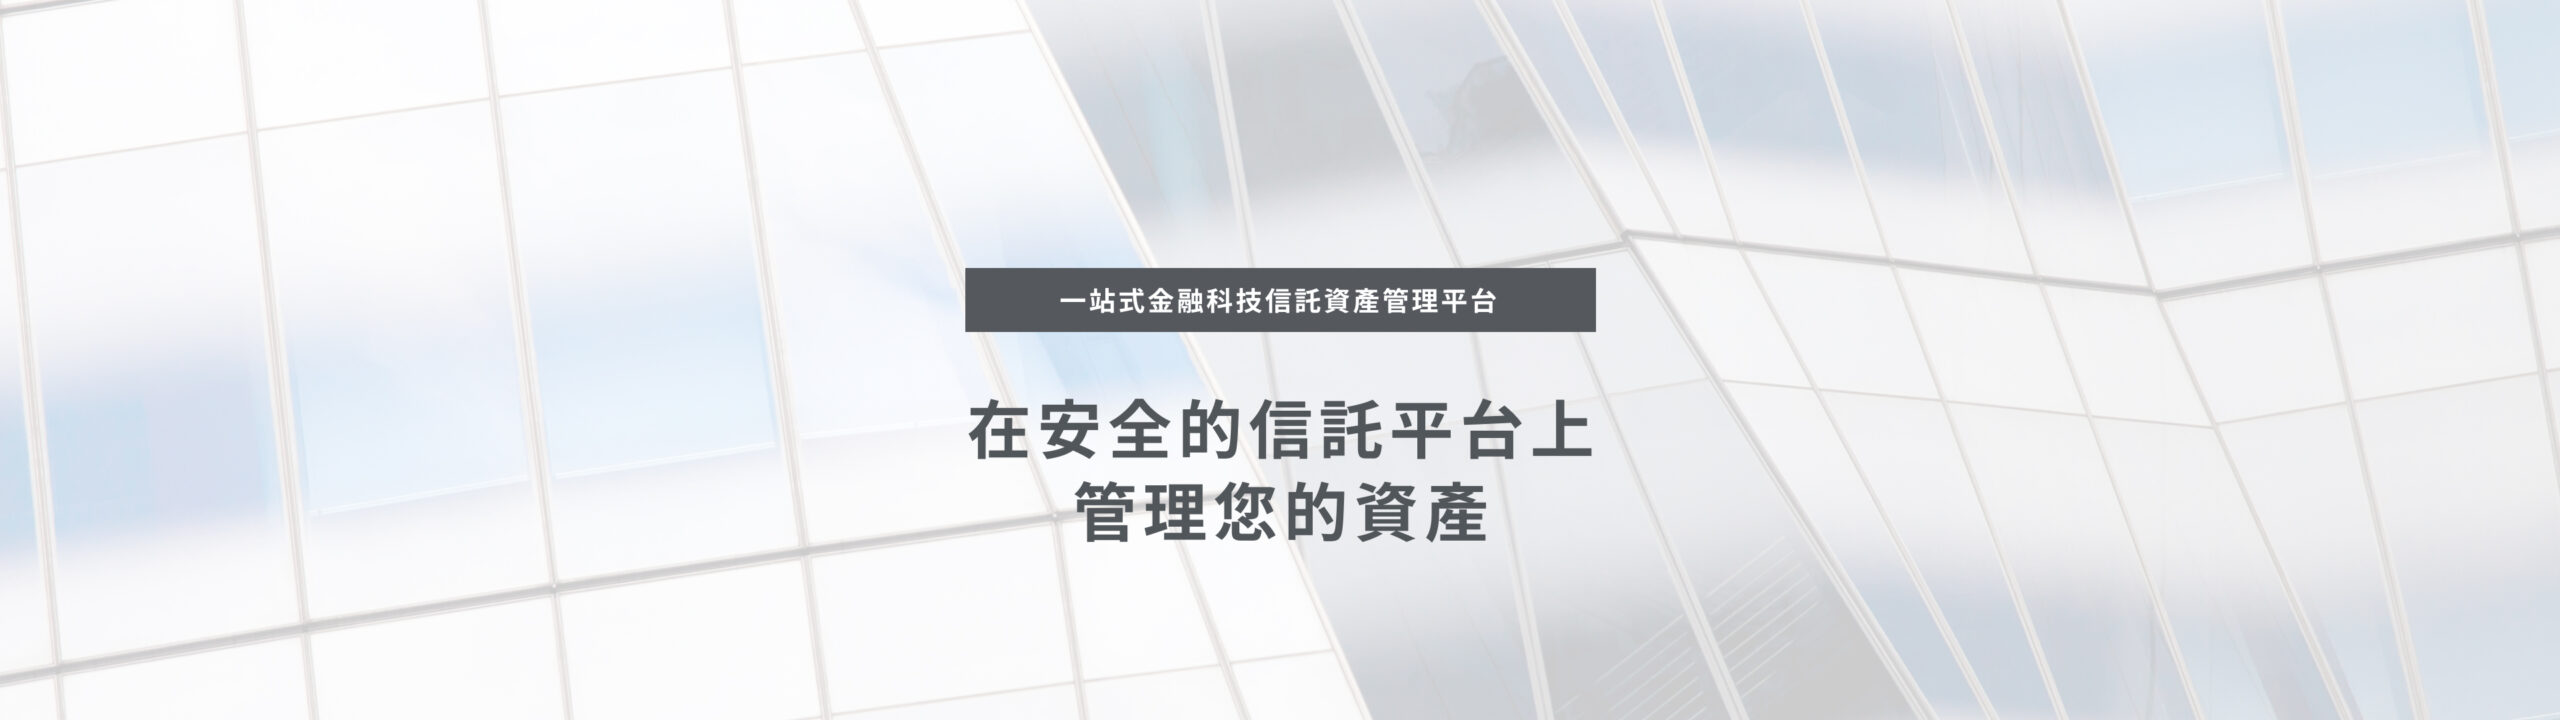 一站式金融科技信託資產管理平台
在安全的信託平台上
管理您的資產